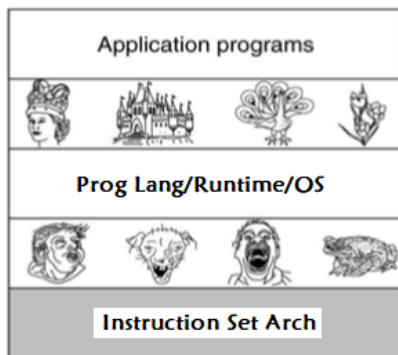 Application programs
Prog Lang/Runtime/OS
Instruction Set Arch